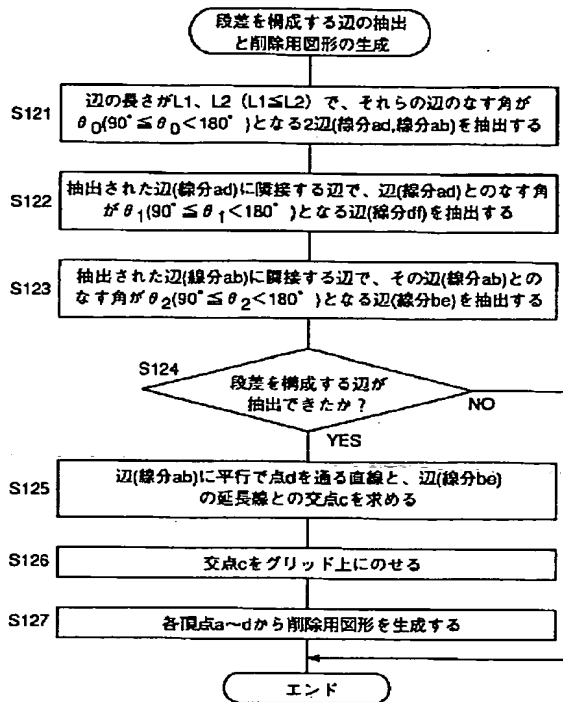 段差を構成する辺の抽出
と削除用図形の生成
S121
辺の長さがL1、L2（L1≦L2）で、それらの辺のなす角が
θ0(90°≦θ0<180°)となる2辺(線分ad,線分ab)を抽出する
S122
抽出された辺(線分ad)に隣接する辺で、辺(線分ad)とのなす角
がθ1(90°≦θ1<180°)となる辺(線分df)を抽出する
S123
抽出された辺(線分ab)に隣接する辺で、その辺(線分ab)との
なす角がθ2(90°≦θ2<180°)となる辺(線分be)を抽出する
S124
段差を構成する辺が
抽出できたか？
NO
YES
S125
辺(線分ab)に平行で点dを通る直線と、辺(線分be)
の延長線との交点cを求める
S126
交点cをグリッド上にのせる
S127
各頂点a～dから削除用図形を生成する
エンド